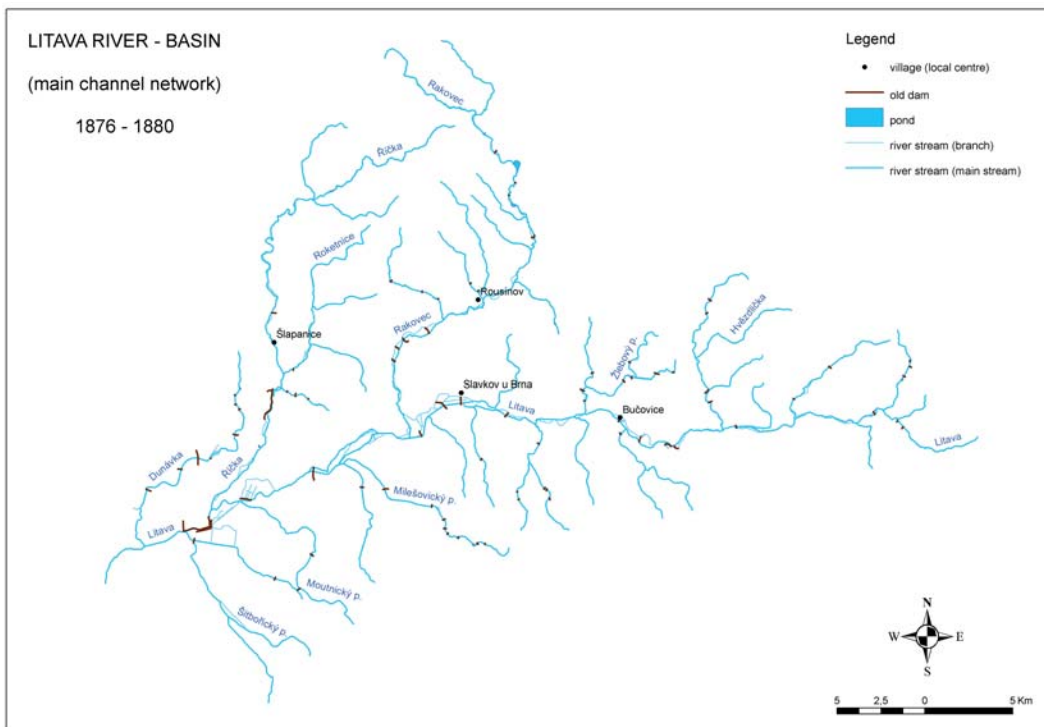 LITAVA RIVER - BASIN
(main channel network)
1876 - 1880
Legend
village (local centre)
old dam
pond
river stream (branch)
river stream (main stream)
Rakovec
Říčka
Roketnice
Rousínov
Rakovec
Šlapanice
Hvězdlička
Žlebový p.
Slavkov u Brna
Litava
Bučovice
Litava
Dunávka
Říčka
Milešovický p.
Litava
Moutnický p.
Šitbořický p.
N
W E
S
5 2,5 0 5 Km